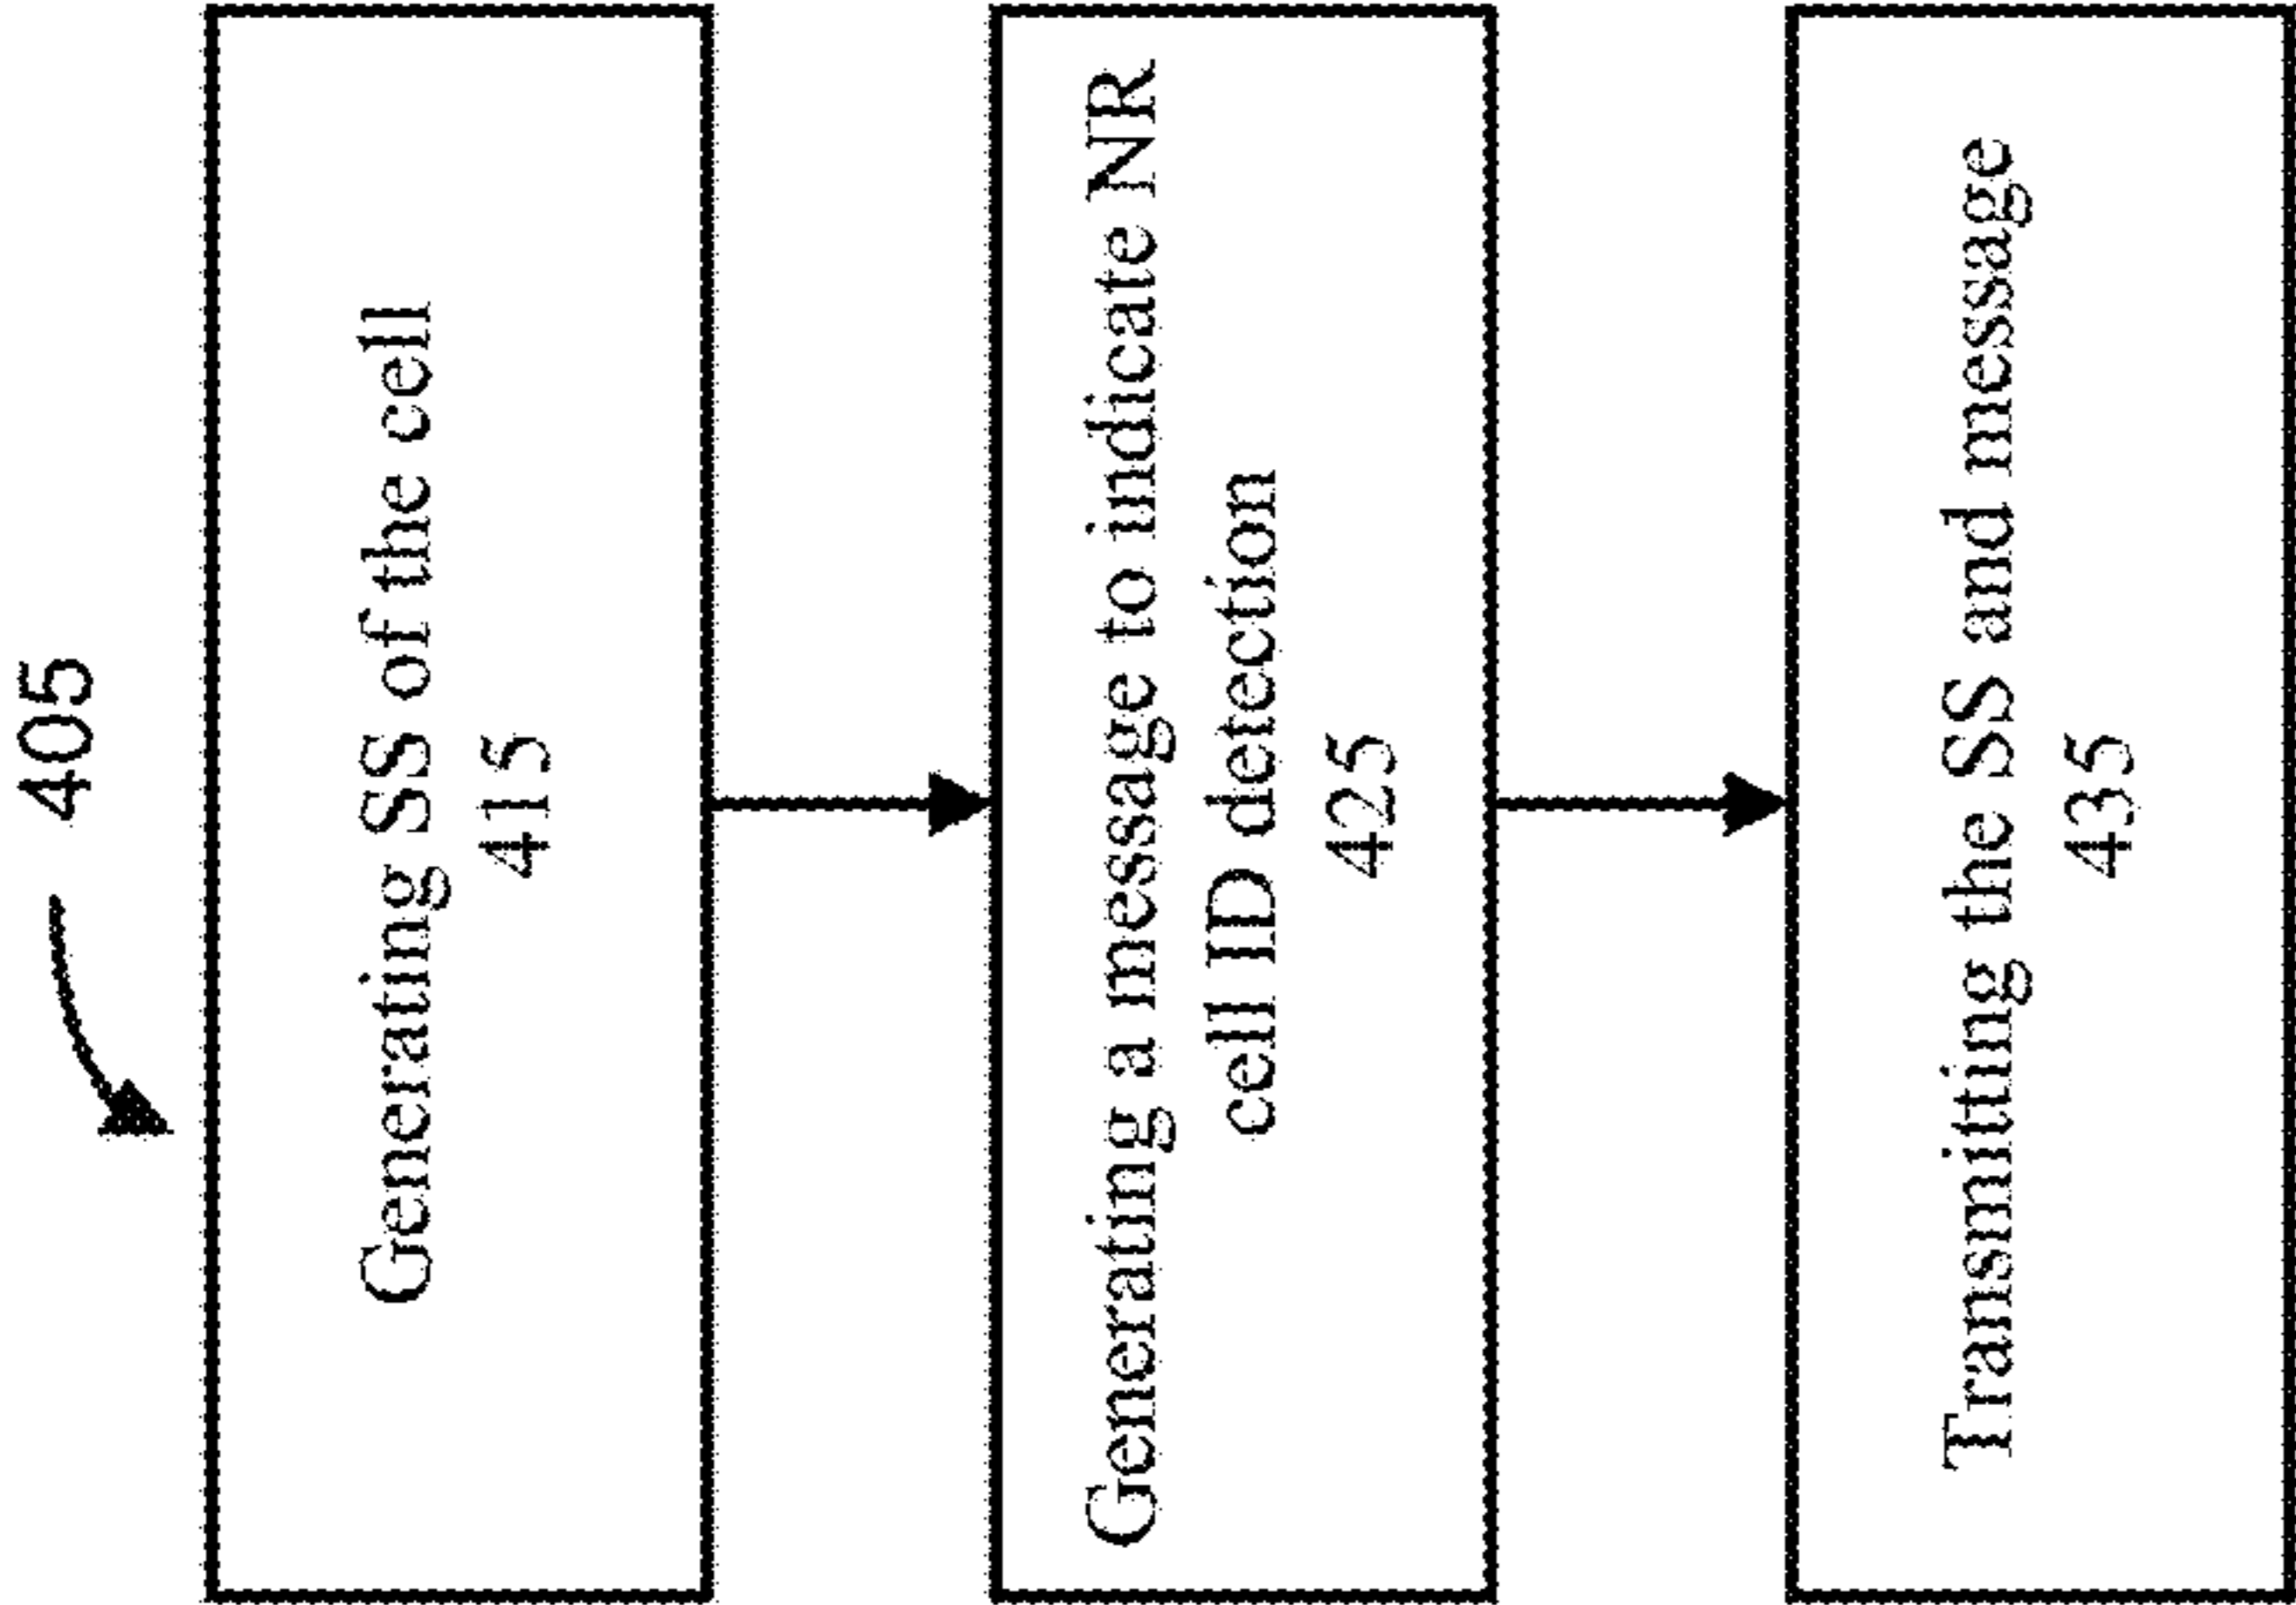 405
Generating SS of the cell
415
Generating a message to indicate NR
cell ID detection
425
Transmitting the SS and message
435